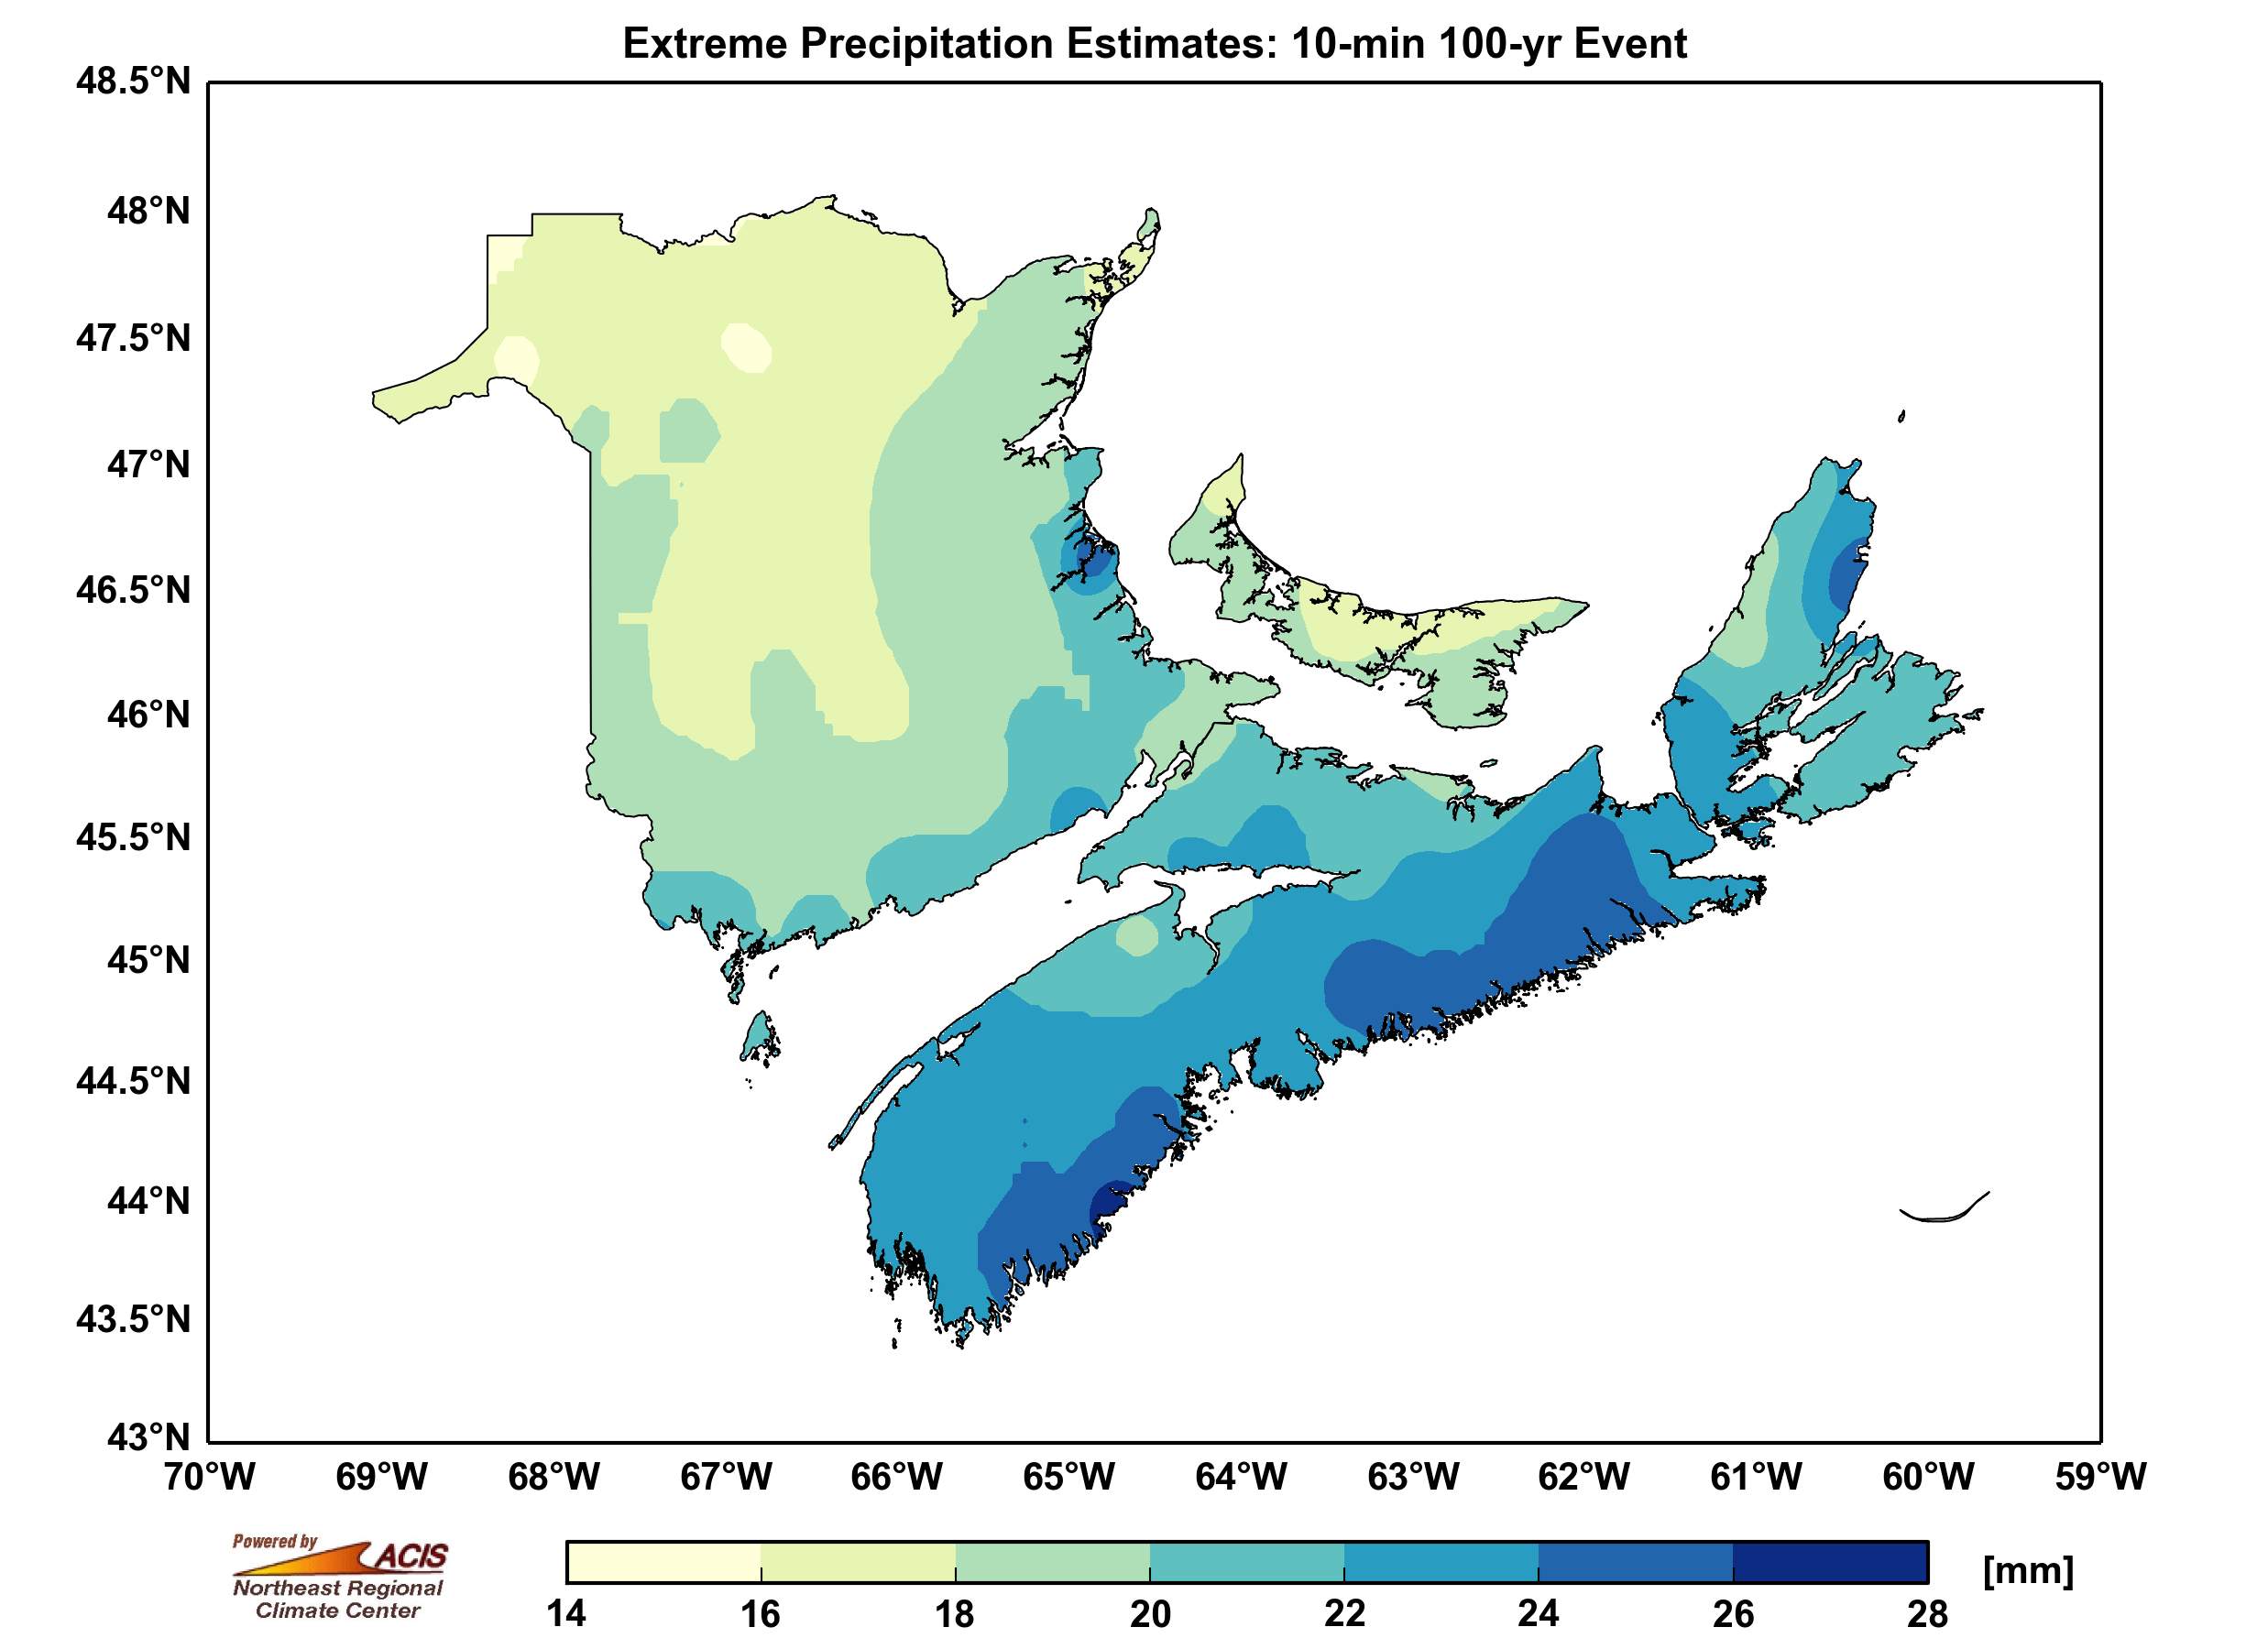 Extreme Precipitation Estimates: 10-min 100-yr Event
48.5°N
48°N
47.5°N
47°N
46.5°N
46°N
45.5°N
45°N
44.5°N
44°N
43.5°N
43°N
70°W 69°W 68°W 67°W 66°W 65°W 64°W 63°W 62°W 61°W 60°W 59°W
Powered by
ACIS
Northeast Regional
Climate Center
[mm]
14 16 18 20 22 24 26 28